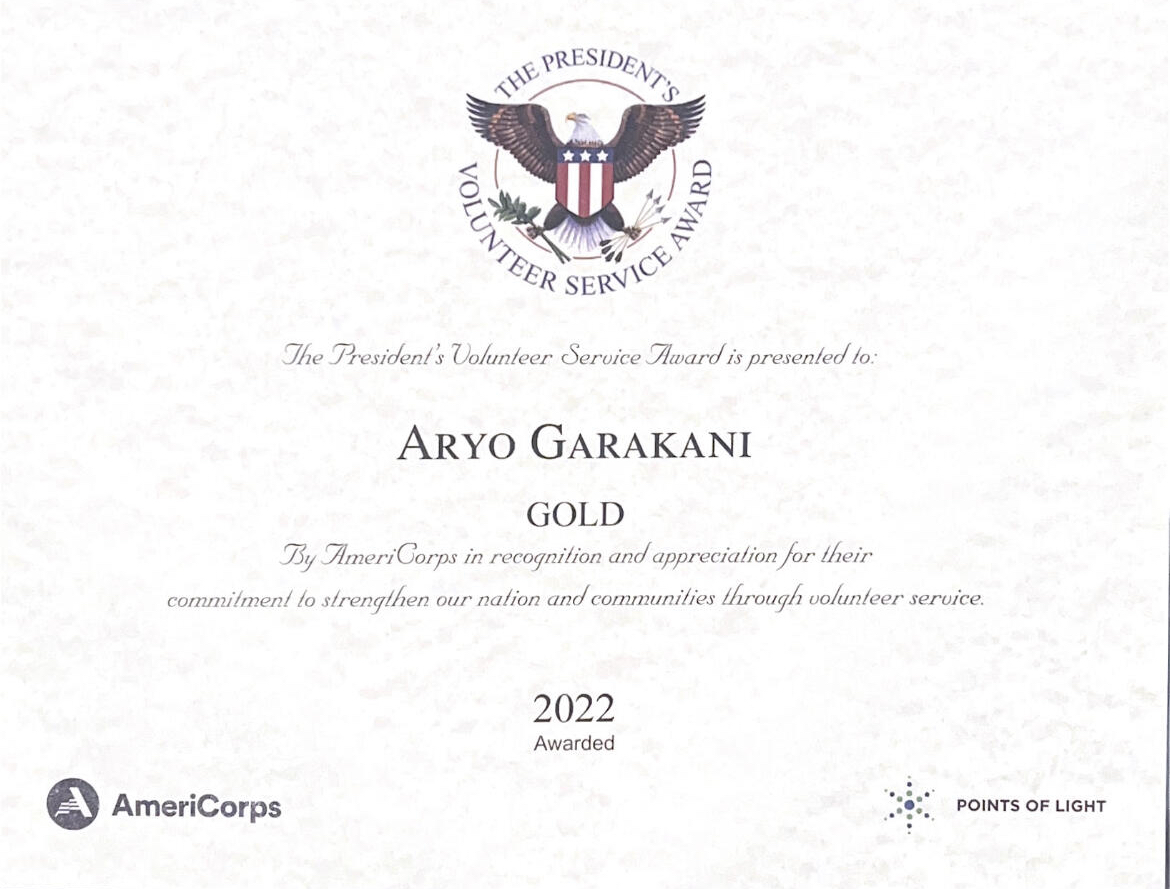 THE PRESIDENT'S
VOLUNTEER SERVICE AWARD
The President's Volunteer Service Award is presented to:
ARYO GARAKANI
GOLD
By AmeriCorps in recognition and appreciation for their
commitment to strengthen our nation and communities through volunteer service.
2022
Awarded
AmeriCorps
POINTS OF LIGHT